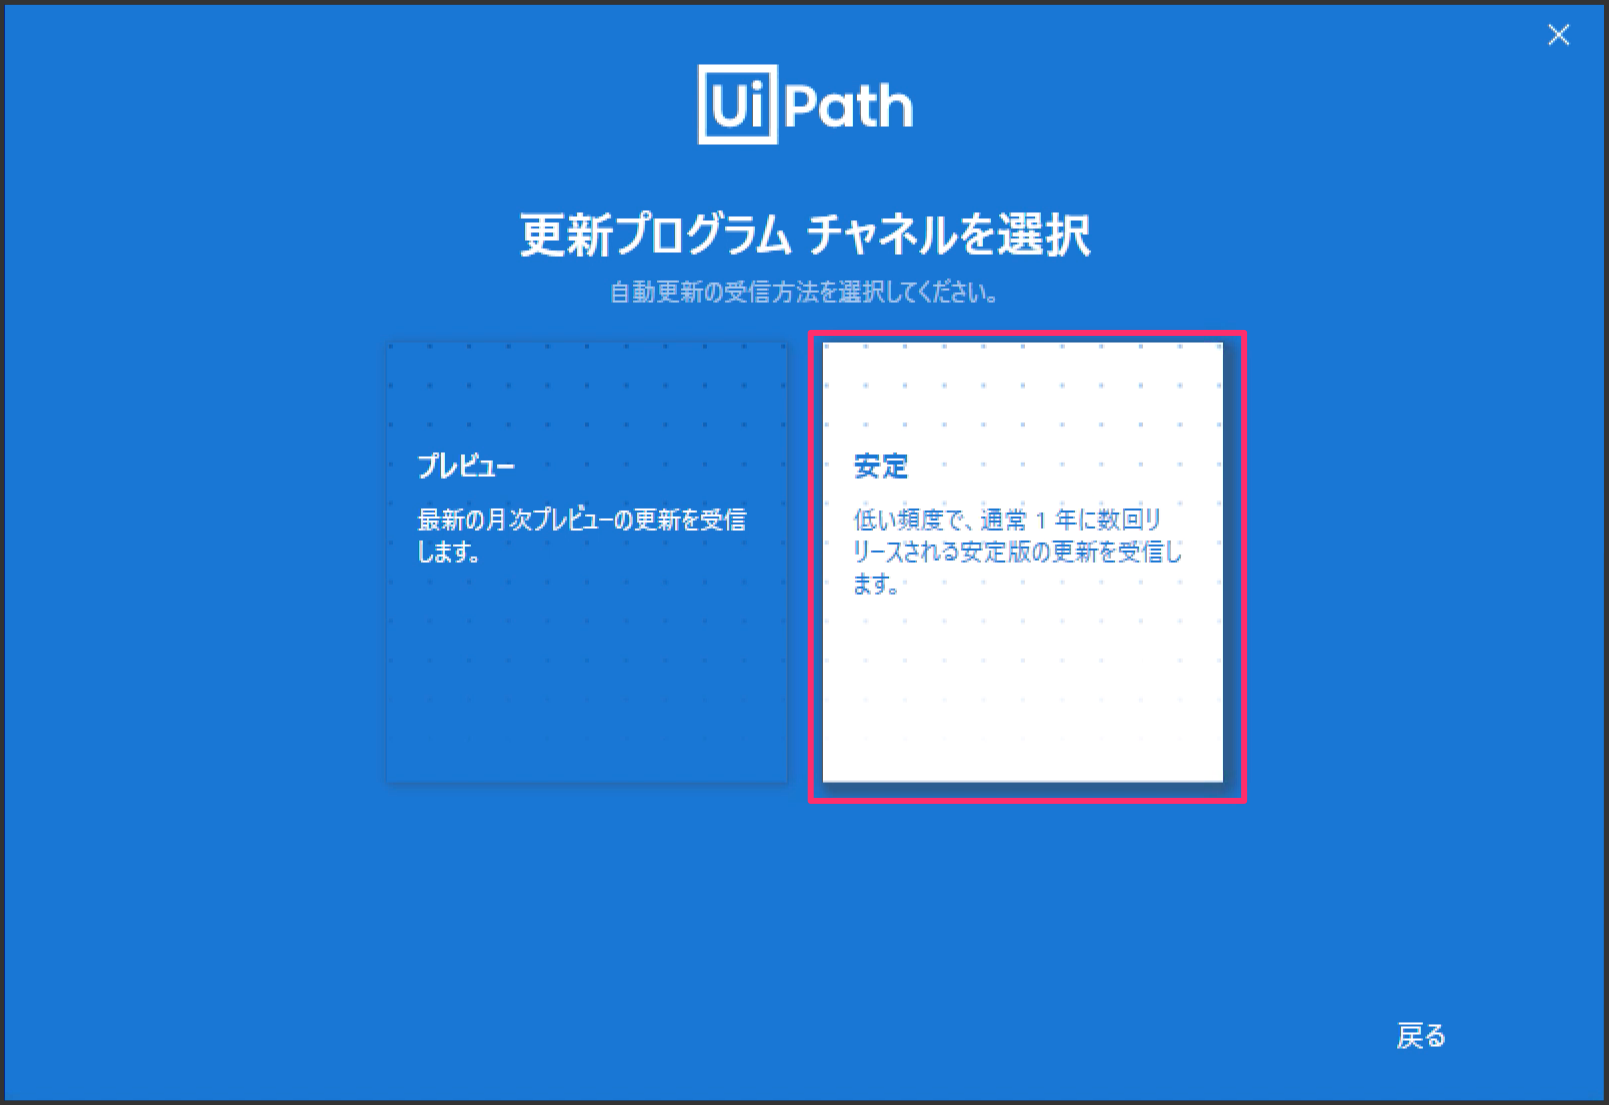 UiPath
更新プログラム チャネルを選択
自動更新の受信方法を選択してください。
プレビュー
最新の月次プレビューの更新を受信
します。
安定
低い頻度で、通常 1 年に数回リ
リースされる安定版の更新を受信し
ます。
戻る